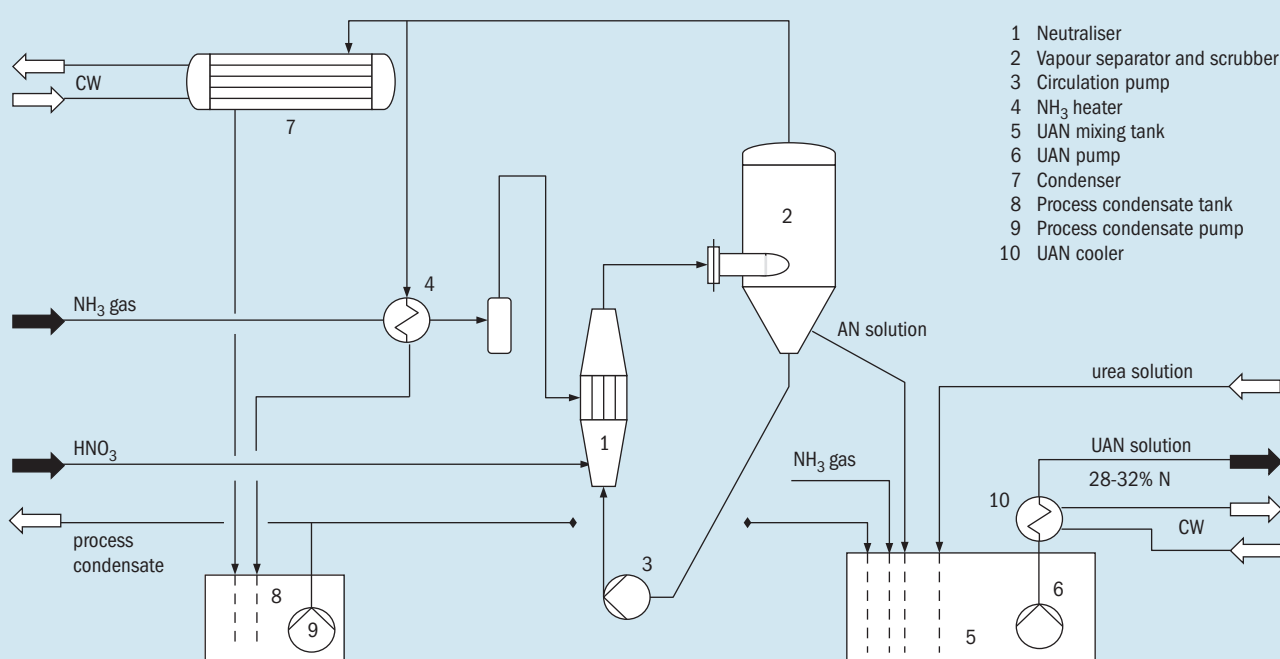 CW
7
1 Neutraliser
2 Vapour separator and scrubber
3 Circulation pump
4 NH₃ heater
5 UAN mixing tank
6 UAN pump
7 Condenser
8 Process condensate tank
9 Process condensate pump
10 UAN cooler
2
4
NH₃ gas
AN solution
urea solution
1
HNO₃
NH₃ gas
UAN solution
28-32% N
10
CW
process
condensate
3
8
9
6
5